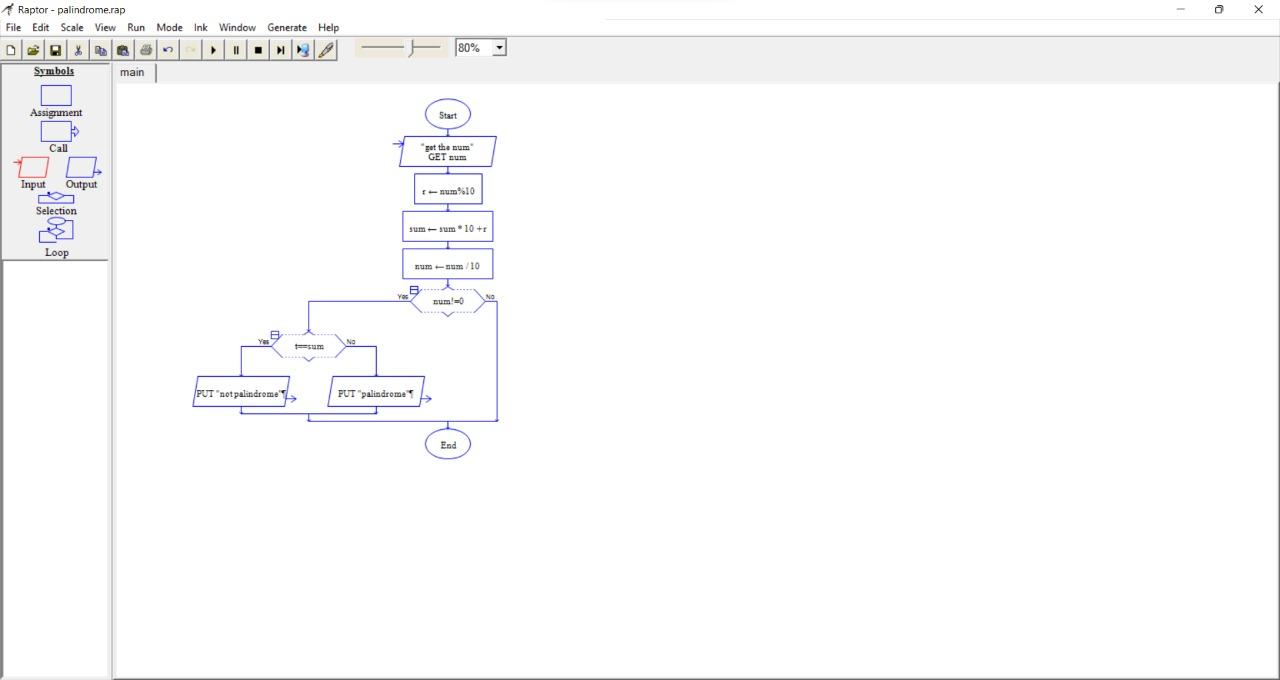 Raptor - palindrome.rap
File Edit Scale View Run Mode Ink Window Generate Help
80%
Symbols
main
Assignment
Call
Input Output
Selection
Loop
Start
"get the num"
GET num
r ← num%10
sum ← sum * 10 +r
num ← num / 10
Yes num!=0 No
Yes t==sum No
PUT "not palindrome"¶ PUT "palindrome"¶
End